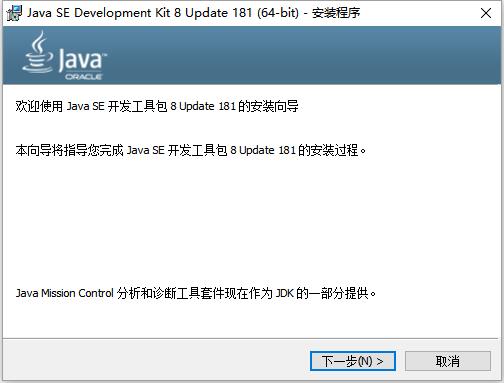 Java SE Development Kit 8 Update 181 (64-bit) - 安装程序
Java™
ORACLE
欢迎使用 Java SE 开发工具包 8 Update 181 的安装向导
本向导将指导您完成 Java SE 开发工具包 8 Update 181 的安装过程。
Java Mission Control 分析和诊断工具套件现在作为 JDK 的一部分提供。
下一步(N) >
取消